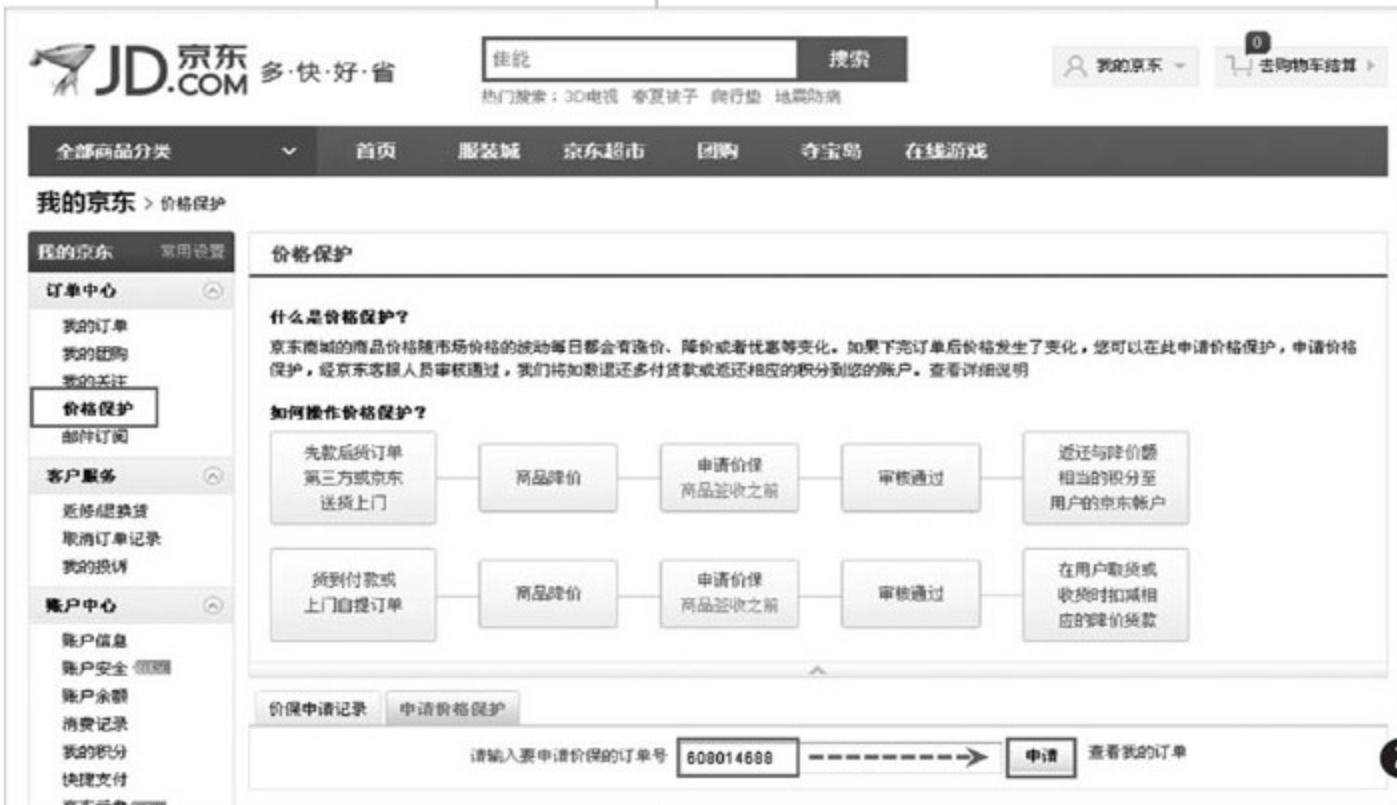 JD.COM 京东 多·快·好·省
佳能 搜索
热门搜索：3D电视 春夏被子 爬行垫 地震防病
我的京东
0
去购物车结算
全部商品分类 首页 服装城 京东超市 团购 夺宝岛 在线游戏
我的京东 > 价格保护
我的京东 常用设置
订单中心
我的订单
我的团购
我的关注
价格保护
邮件订阅
客户服务
返修/退换货
取消订单记录
我的投诉
账户中心
账户信息
账户安全
账户余额
消费记录
我的积分
快捷支付
价格保护
什么是价格保护？
京东商城的商品价格随市场价格的波动每日都会有涨价、降价或者优惠等变化。如果下完订单后价格发生了变化，您可以在此申请价格保护，申请价格
保护，经京东客服人员审核通过，我们将如数退还多付货款或返还相应的积分到您的账户。查看详细说明
如何操作价格保护？
先款后货订单
第三方或京东
送货上门
商品降价
申请价保
商品签收之前
审核通过
返还与降价额
相当的积分至
用户的京东帐户
货到付款或
上门自提订单
商品降价
申请价保
商品签收之前
审核通过
在用户取货或
收货时扣减相
应的降价货款
价保申请记录 申请价格保护
请输入要申请价保的订单号 608014688 申请 查看我的订单